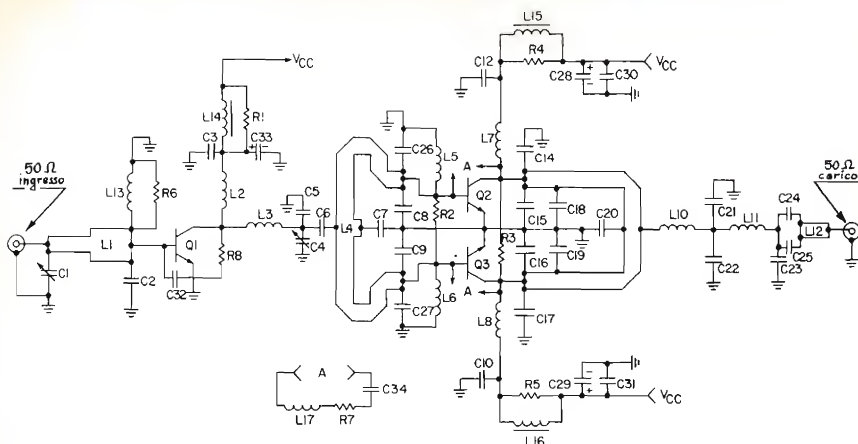 L15
R4
C12
C28
+
−
C30
VCC
VCC
L14
R1
C3
+
−
C33
L7
C14
A
C26
L5
50 Ω
ingresso
L13
R6
L2
C5
Q2
50 Ω
carico
L1
L3
C6
L4
C7
C8
R2
C15
C18
C20
L10
C21
L11
C24
Q1
C4
R3
C1
R8
C9
Q3
C16
C19
C25
L12
C2
C22
C23
C32
C27
L6
A
L8
C17
A
C34
L17
R7
C10
R5
C29
−
+
C31
VCC
L16